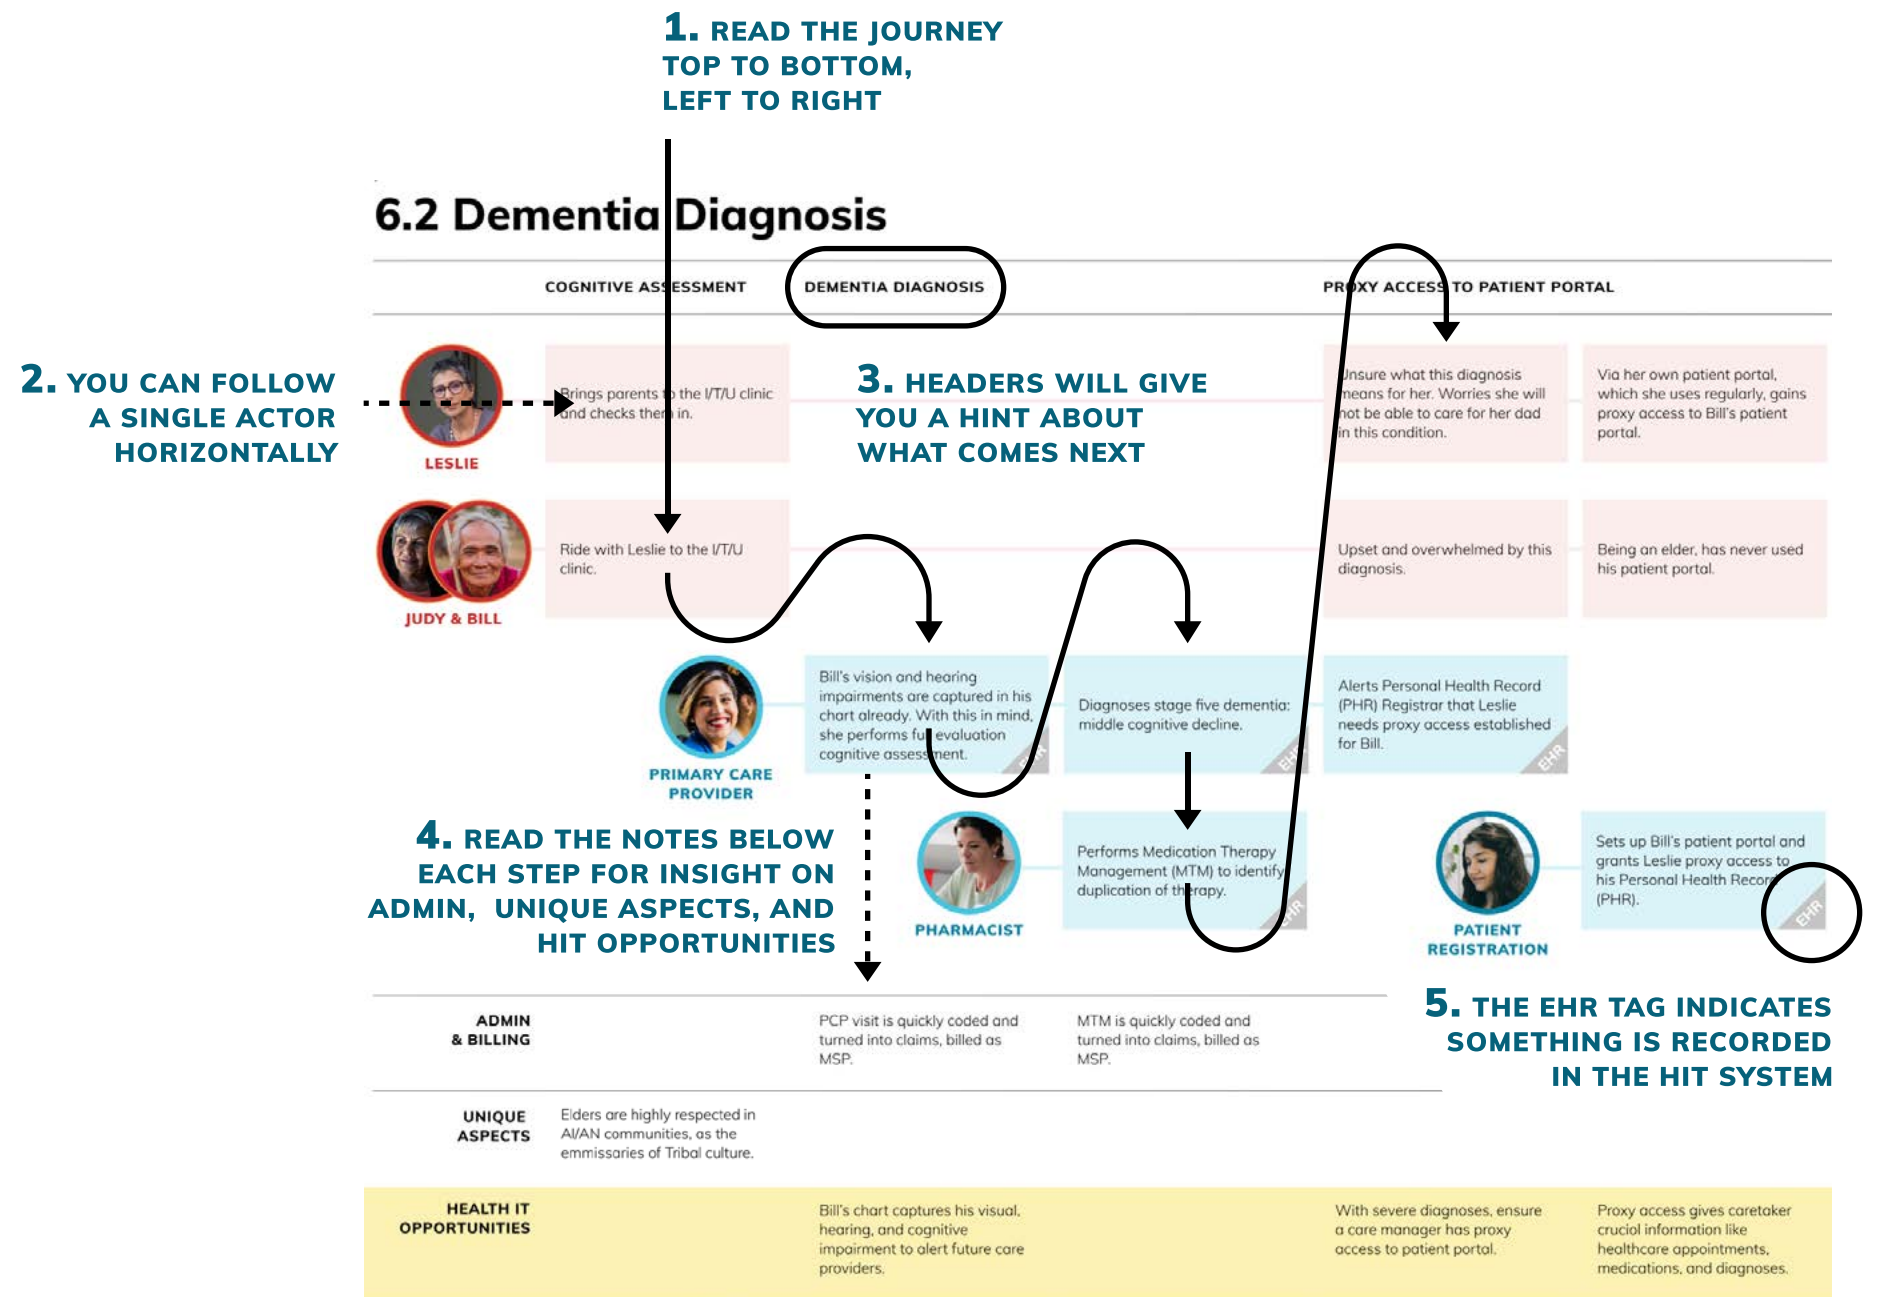 1. READ THE JOURNEY
TOP TO BOTTOM,
LEFT TO RIGHT
6.2 Dementia Diagnosis
COGNITIVE ASSESSMENT
DEMENTIA DIAGNOSIS
PROXY ACCESS TO PATIENT PORTAL
2. YOU CAN FOLLOW
A SINGLE ACTOR
HORIZONTALLY
LESLIE
Brings parents to the I/T/U clinic
and checks them in.
3. HEADERS WILL GIVE
YOU A HINT ABOUT
WHAT COMES NEXT
Unsure what this diagnosis
means for her. Worries she will
not be able to care for her dad
in this condition.
Via her own patient portal,
which she uses regularly, gains
proxy access to Bill's patient
portal.
JUDY & BILL
Ride with Leslie to the I/T/U
clinic.
Upset and overwhelmed by this
diagnosis.
Being an elder, has never used
his patient portal.
PRIMARY CARE
PROVIDER
Bill's vision and hearing
impairments are captured in his
chart already. With this in mind,
she performs full evaluation
cognitive assessment.
EHR
Diagnoses stage five dementia:
middle cognitive decline.
EHR
Alerts Personal Health Record
(PHR) Registrar that Leslie
needs proxy access established
for Bill.
EHR
4. READ THE NOTES BELOW
EACH STEP FOR INSIGHT ON
ADMIN, UNIQUE ASPECTS, AND
HIT OPPORTUNITIES
PHARMACIST
Performs Medication Therapy
Management (MTM) to identify
duplication of therapy.
EHR
PATIENT
REGISTRATION
Sets up Bill's patient portal and
grants Leslie proxy access to
his Personal Health Record
(PHR).
EHR
5. THE EHR TAG INDICATES
SOMETHING IS RECORDED
IN THE HIT SYSTEM
ADMIN
& BILLING
PCP visit is quickly coded and
turned into claims, billed as
MSP.
MTM is quickly coded and
turned into claims, billed as
MSP.
UNIQUE
ASPECTS
Elders are highly respected in
AI/AN communities, as the
emmissaries of Tribal culture.
HEALTH IT
OPPORTUNITIES
Bill's chart captures his visual,
hearing, and cognitive
impairment to alert future care
providers.
With severe diagnoses, ensure
a care manager has proxy
access to patient portal.
Proxy access gives caretaker
crucial information like
healthcare appointments,
medications, and diagnoses.